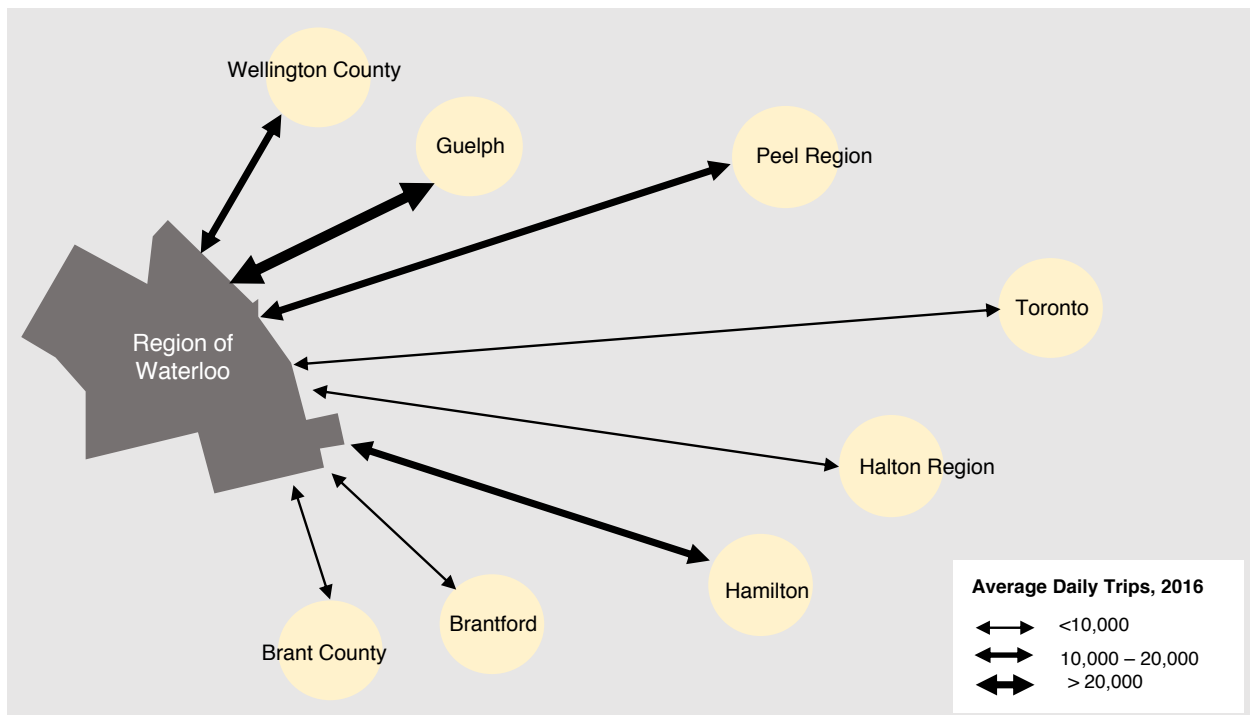 Wellington County
Guelph
Peel Region
Toronto
Region of
Waterloo
Halton Region
Hamilton
Brantford
Brant County
Average Daily Trips, 2016
<10,000
10,000 – 20,000
> 20,000